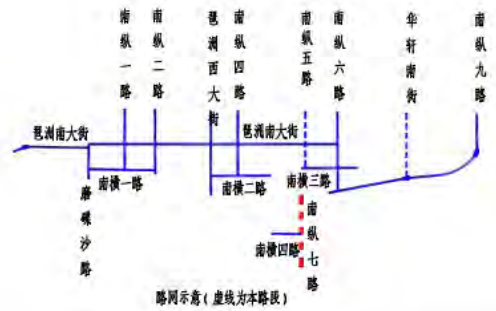 南纵一路
南纵二路
琶洲西大街
南纵四路
南纵五路
南纵六路
华轩南街
南纵九路
琶洲南大街
琶洲南大街
南横一路
南横二路
南横三路
磨碟沙路
南纵七路
南横四路
路网示意(虚线为本路段)